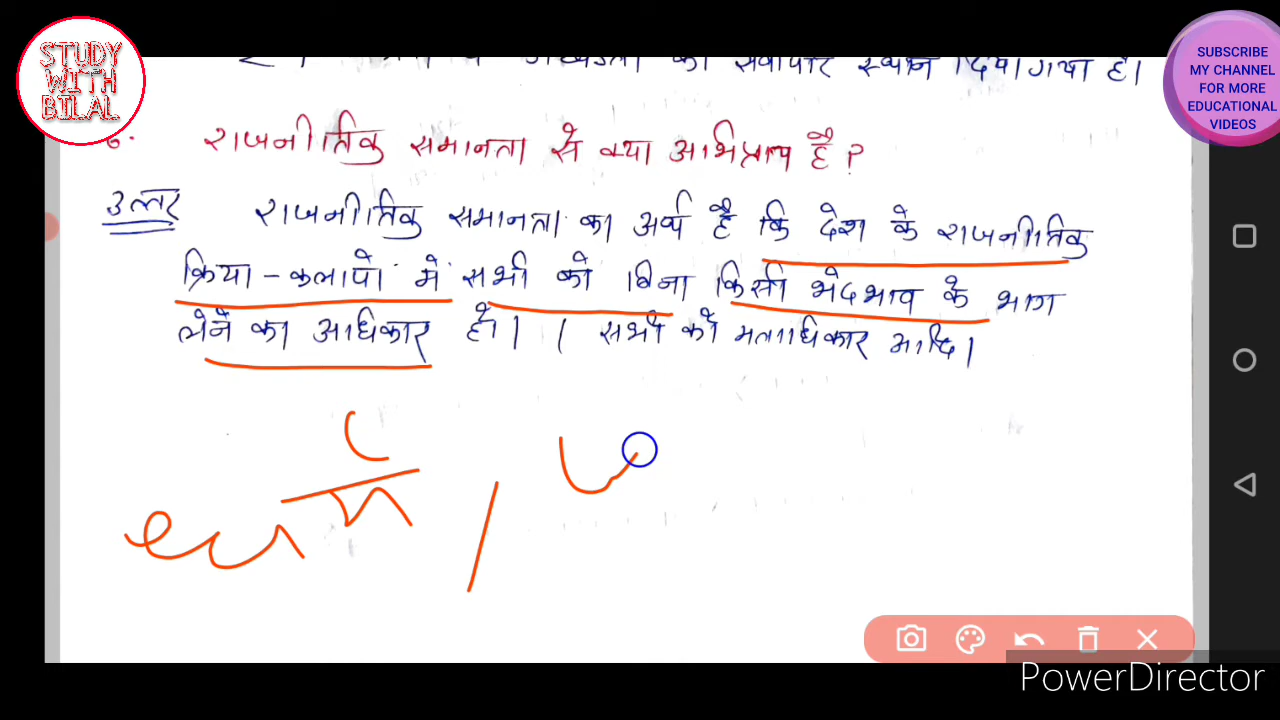 STUDY
WITH
BILAL
SUBSCRIBE
MY CHANNEL
FOR MORE
EDUCATIONAL
VIDEOS
स्थान दिया गया है।
राजनीतिक समानता से क्या अभिप्राय है?
उत्तर राजनीतिक समानता का अर्थ है कि देश के राजनीतिक
क्रिया-कलापो में सभी को बिना किसी भेदभाव के भाग
लेने का अधिकार हो। । सभी को मताधिकार आदि।
PowerDirector